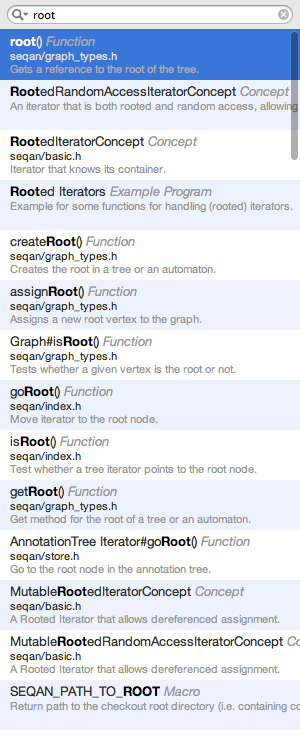 root
root() Function
seqan/graph_types.h
Gets a reference to the root of the tree.
RootedRandomAccessIteratorConcept Concept
An iterator that is both rooted and random access, allowing
RootedIteratorConcept Concept
seqan/basic.h
Iterator that knows its container.
Rooted Iterators Example Program
Example for some functions for handling (rooted) iterators.
createRoot() Function
seqan/graph_types.h
Creates the root in a tree or an automaton.
assignRoot() Function
seqan/graph_types.h
Assigns a new root vertex to the graph.
Graph#isRoot() Function
seqan/graph_types.h
Tests whether a given vertex is the root or not.
goRoot() Function
seqan/index.h
Move iterator to the root node.
isRoot() Function
seqan/index.h
Test whether a tree iterator points to the root node.
getRoot() Function
seqan/graph_types.h
Get method for the root of a tree or an automaton.
AnnotationTree Iterator#goRoot() Function
seqan/store.h
Go to the root node in the annotation tree.
MutableRootedIteratorConcept Concept
seqan/basic.h
A Rooted Iterator that allows dereferenced assignment.
MutableRootedRandomAccessIteratorConcept Co
seqan/basic.h
A Rooted Iterator that allows dereferenced assignment.
SEQAN_PATH_TO_ROOT Macro
Return path to the checkout root directory (i.e. containing co